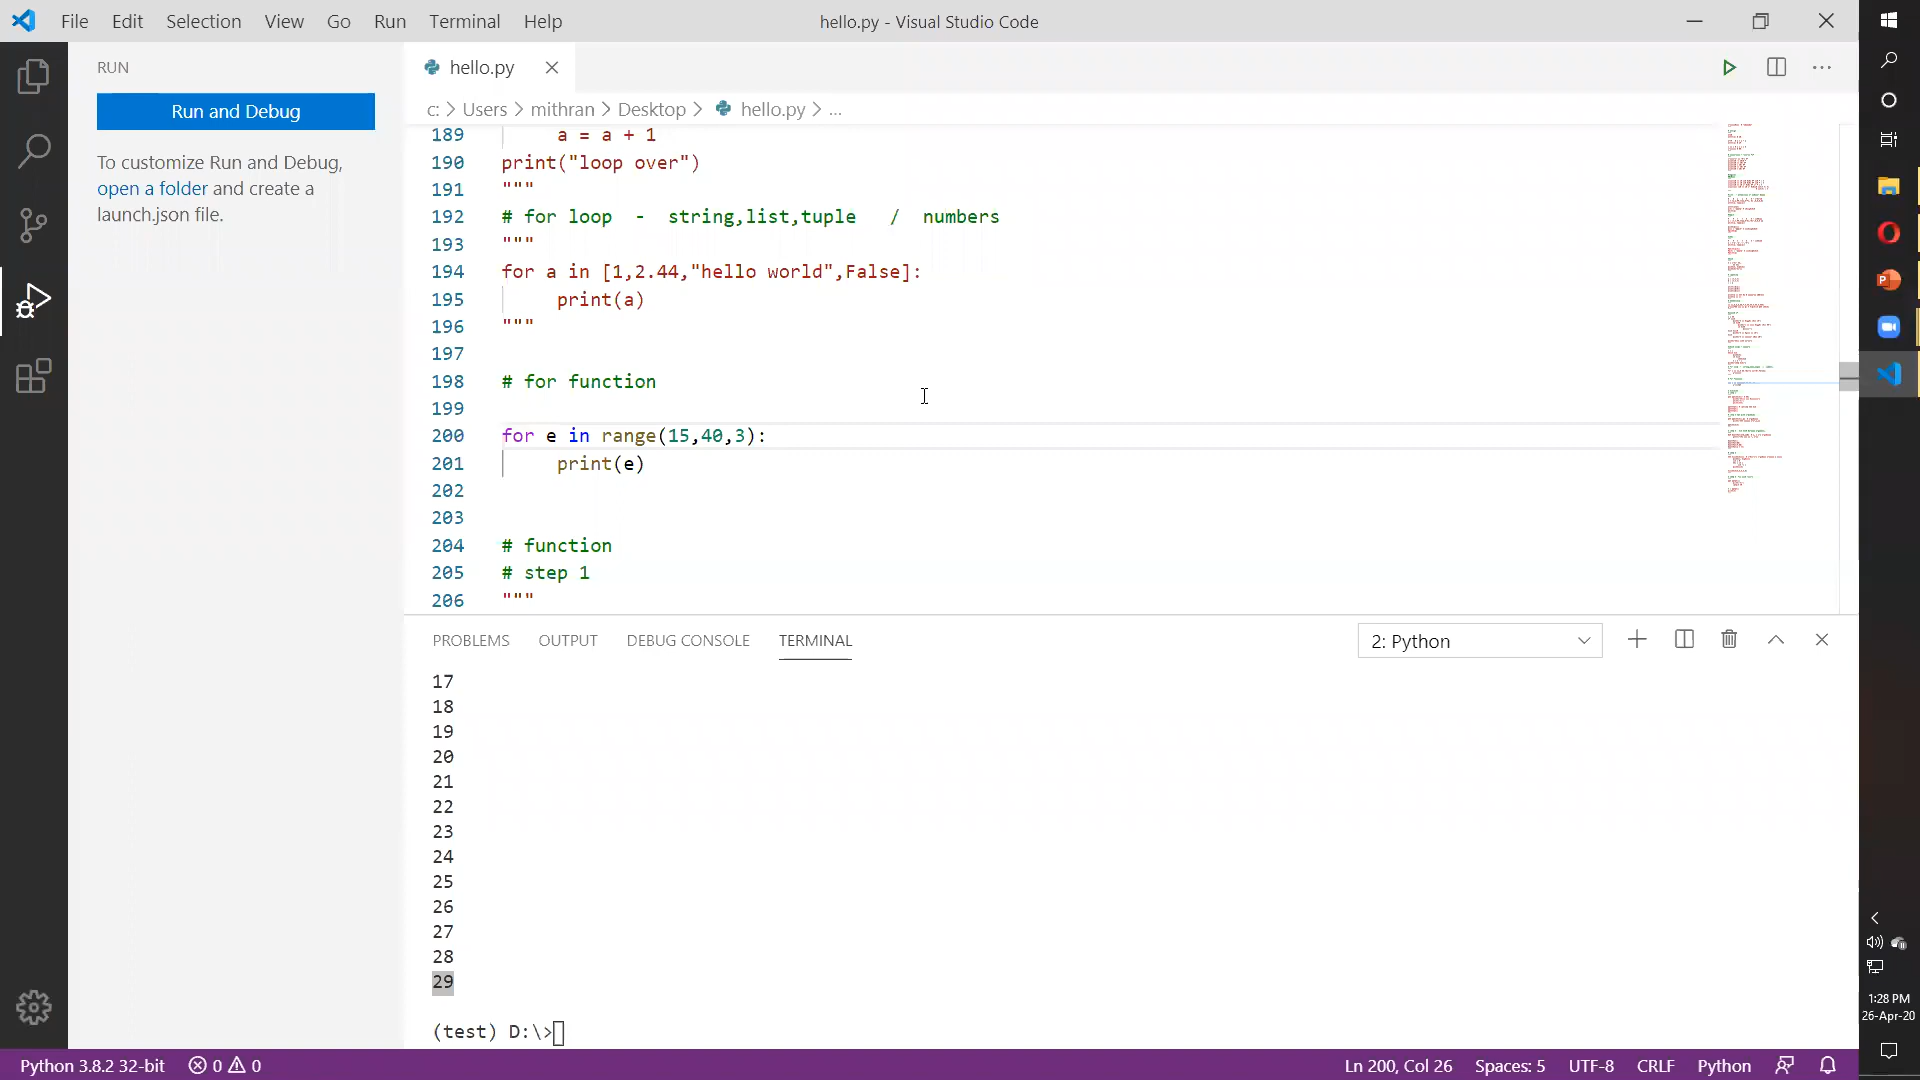 File Edit Selection View Go Run Terminal Help
hello.py - Visual Studio Code
RUN
Run and Debug
To customize Run and Debug,
open a folder and create a
launch.json file.
hello.py
c: > Users > mithran > Desktop > hello.py > ...
189 a = a + 1
190 print("loop over")
191 """
192 # for loop - string,list,tuple / numbers
193 """
194 for a in [1,2.44,"hello world",False]:
195 print(a)
196 """
197
198 # for function
199
200 for e in range(15,40,3):
201 print(e)
202
203
204 # function
205 # step 1
206 """
PROBLEMS OUTPUT DEBUG CONSOLE TERMINAL
2: Python
17
18
19
20
21
22
23
24
25
26
27
28
29
(test) D:\>
Python 3.8.2 32-bit 0 0
Ln 200, Col 26 Spaces: 5 UTF-8 CRLF Python
1:28 PM
26-Apr-20